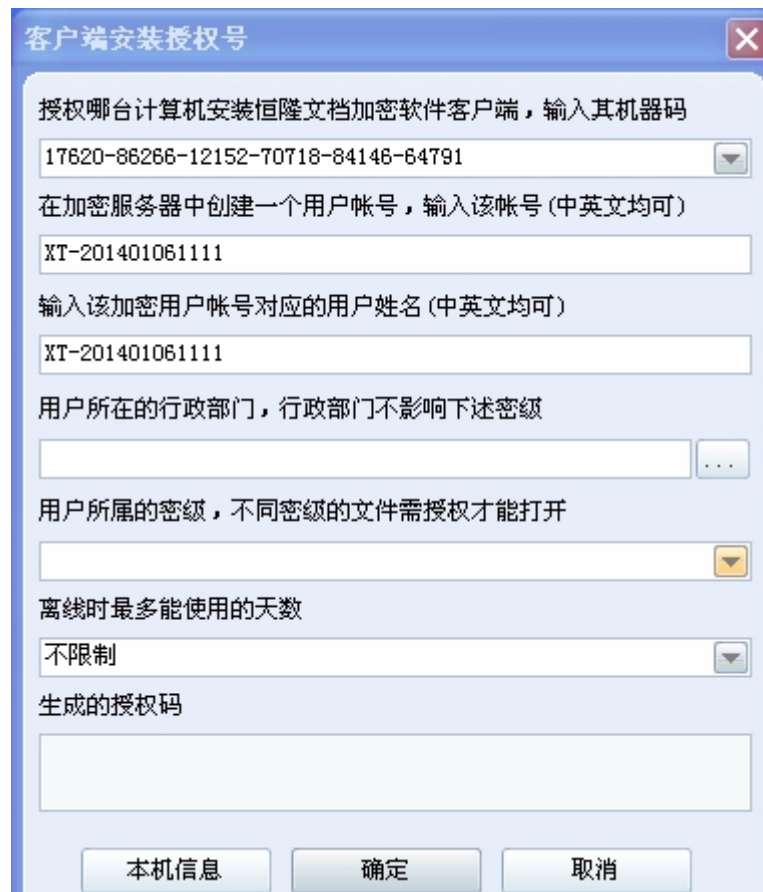 客户端安装授权号
授权哪台计算机安装恒隆文档加密软件客户端，输入其机器码
17620-86266-12152-70718-84146-64791
在加密服务器中创建一个用户帐号，输入该帐号(中英文均可)
XT-201401061111
输入该加密用户帐号对应的用户姓名(中英文均可)
XT-201401061111
用户所在的行政部门，行政部门不影响下述密级
...
用户所属的密级，不同密级的文件需授权才能打开
离线时最多能使用的天数
不限制
生成的授权码
本机信息 确定 取消